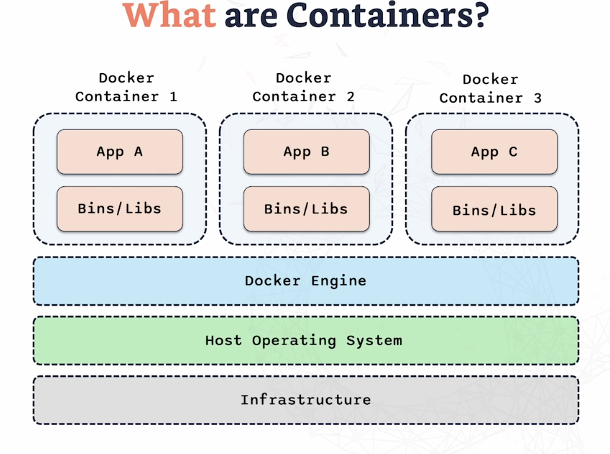 What are Containers?
Docker
Container 1
Docker
Container 2
Docker
Container 3
App A
App B
App C
Bins/Libs
Bins/Libs
Bins/Libs
Docker Engine
Host Operating System
Infrastructure